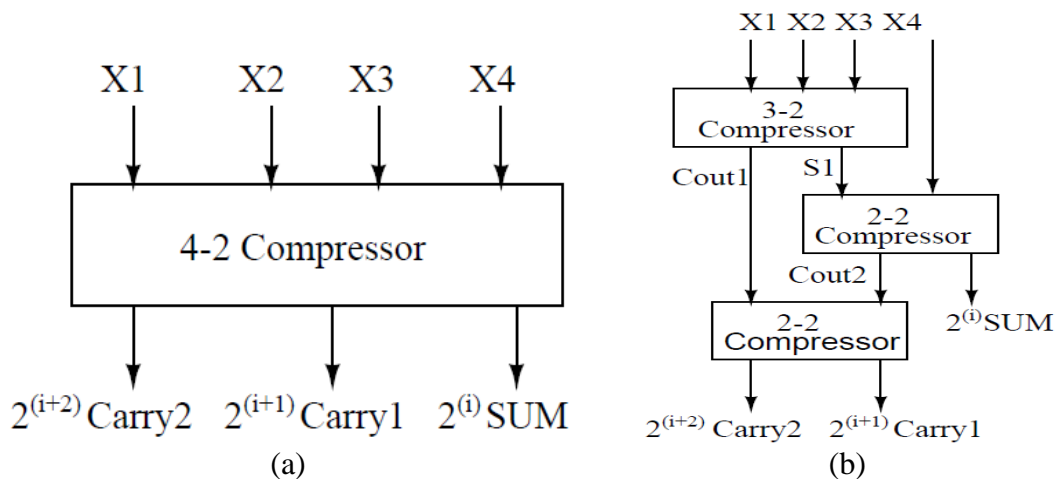 X1 X2 X3 X4
4-2 Compressor
2^(i+2) Carry2 2^(i+1) Carry1 2^(i) SUM
(a)
X1 X2 X3 X4
3-2
Compressor
Cout1 S1
2-2
Compressor
Cout2
2^(i)SUM
2-2
Compressor
2^(i+2) Carry2 2^(i+1) Carry1
(b)